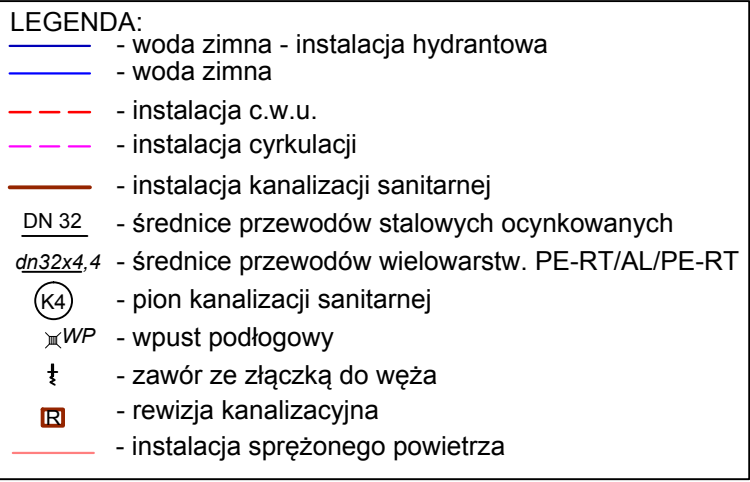 LEGENDA:
- woda zimna - instalacja hydrantowa
- woda zimna
- instalacja c.w.u.
- instalacja cyrkulacji
- instalacja kanalizacji sanitarnej
DN 32 - średnice przewodów stalowych ocynkowanych
dn32x4,4 - średnice przewodów wielowarstw. PE-RT/AL/PE-RT
K4 - pion kanalizacji sanitarnej
WP - wpust podłogowy
- zawór ze złączką do węża
R - rewizja kanalizacyjna
- instalacja sprężonego powietrza